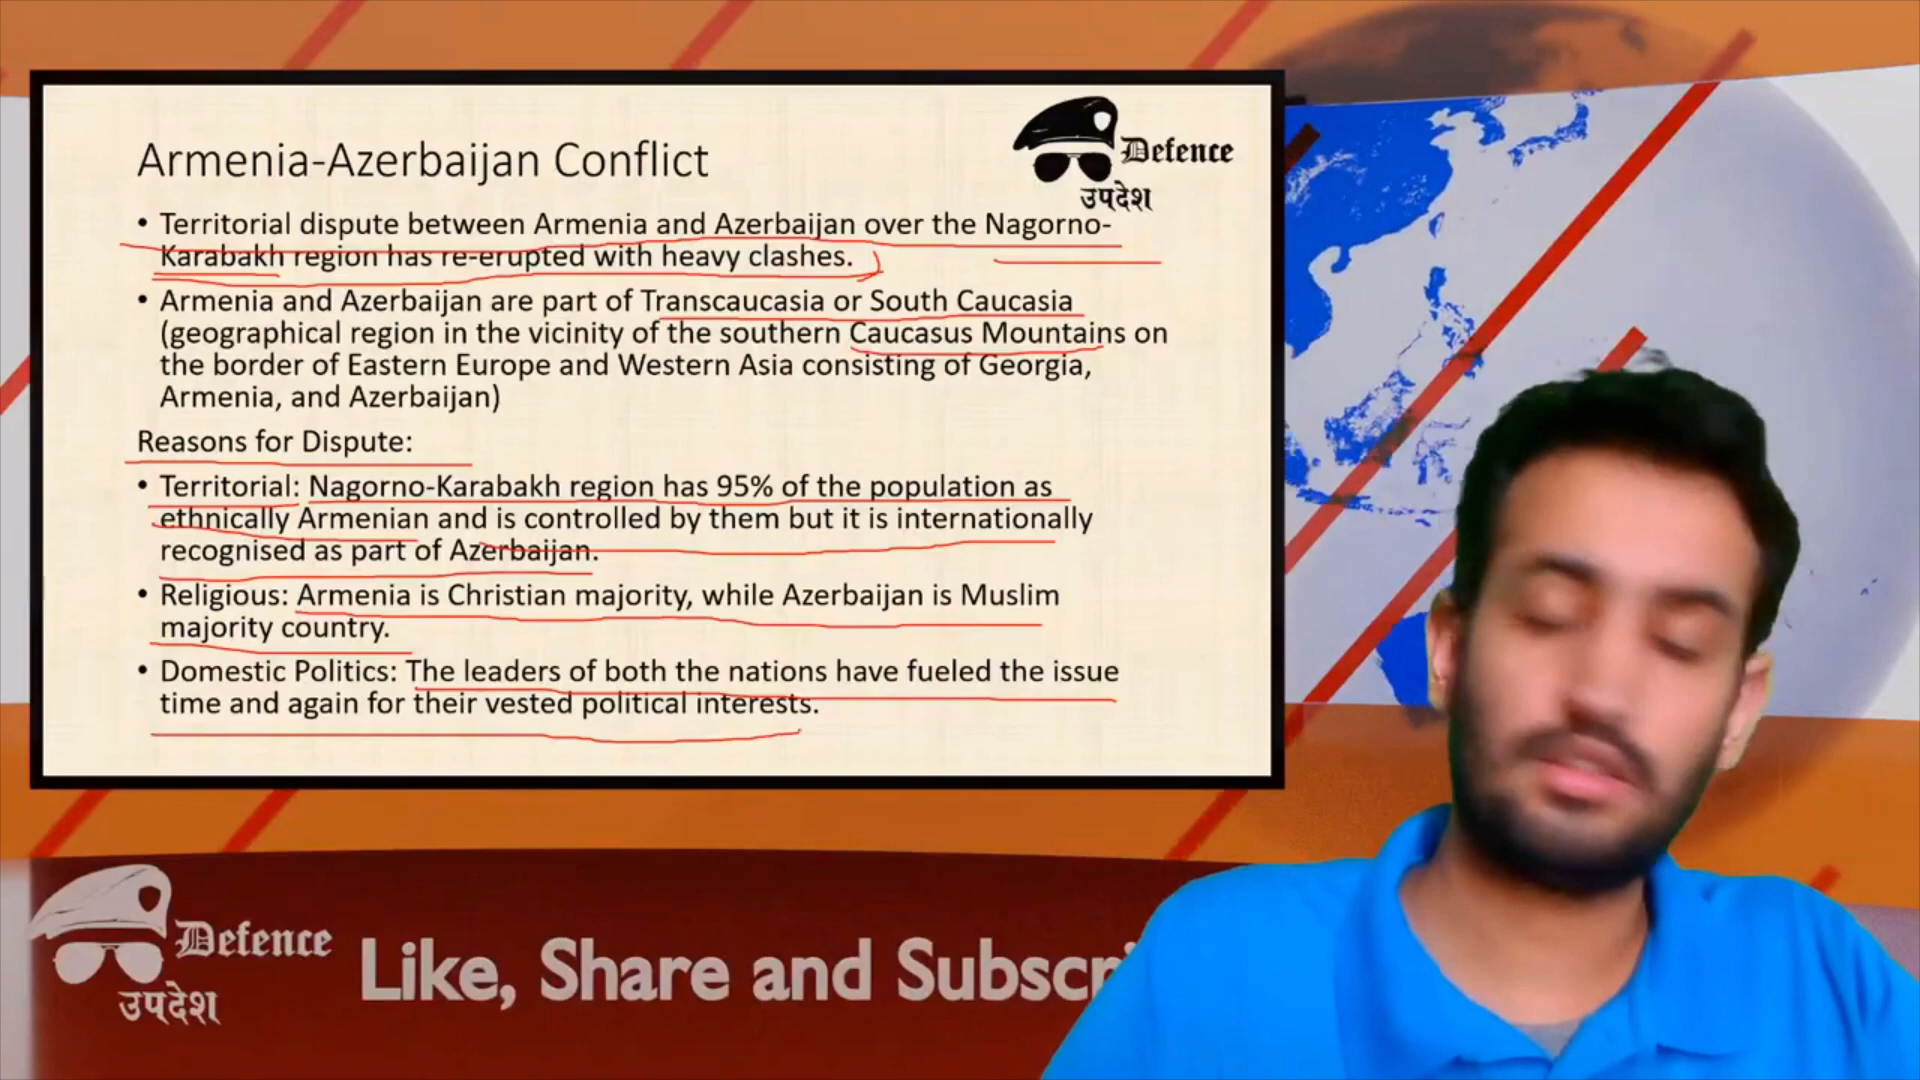 Armenia-Azerbaijan Conflict
Defence
उपदेश
• Territorial dispute between Armenia and Azerbaijan over the Nagorno-
Karabakh region has re-erupted with heavy clashes.
• Armenia and Azerbaijan are part of Transcaucasia or South Caucasia
(geographical region in the vicinity of the southern Caucasus Mountains on
the border of Eastern Europe and Western Asia consisting of Georgia,
Armenia, and Azerbaijan)
Reasons for Dispute:
• Territorial: Nagorno-Karabakh region has 95% of the population as
ethnically Armenian and is controlled by them but it is internationally
recognised as part of Azerbaijan.
• Religious: Armenia is Christian majority, while Azerbaijan is Muslim
majority country.
• Domestic Politics: The leaders of both the nations have fueled the issue
time and again for their vested political interests.
Defence
उपदेश
Like, Share and Subscri